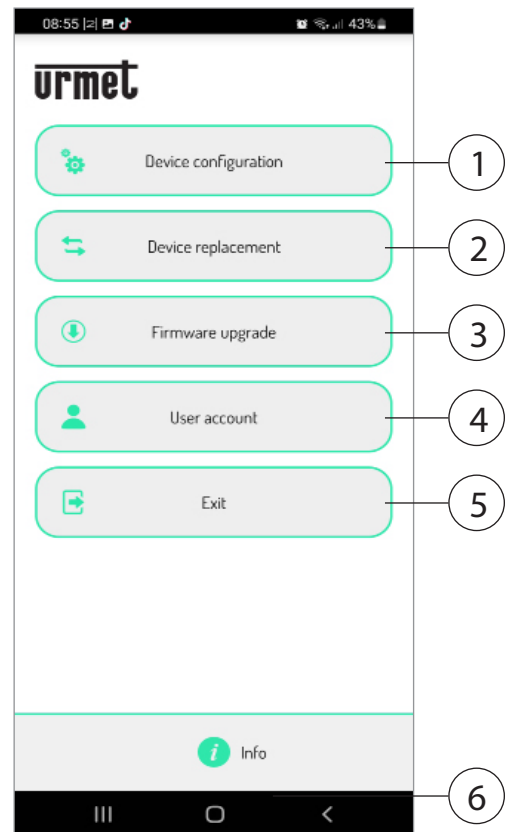 08:55
43%
urmet
Device configuration
1
Device replacement
2
Firmware upgrade
3
User account
4
Exit
5
Info
6